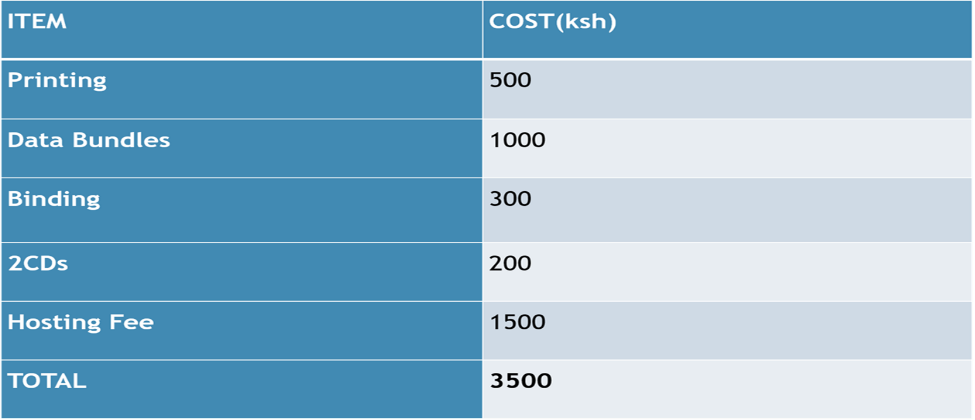 ITEM COST(ksh)
Printing 500
Data Bundles 1000
Binding 300
2CDs 200
Hosting Fee 1500
TOTAL 3500